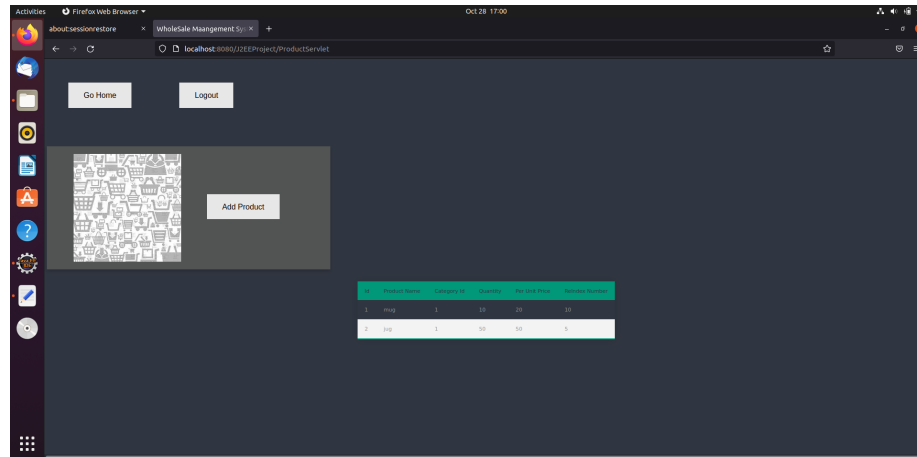 Activities Firefox Web Browser Oct 28 17:00
about:sessionrestore × WholeSale Maangement Sys × +
localhost:8080/J2EEProject/ProductServlet
Go Home Logout
Add Product
Id Product Name Category Id Quantity Per Unit Price Number
1 mug 1 10 20 10
2 jug 1 50 50 5